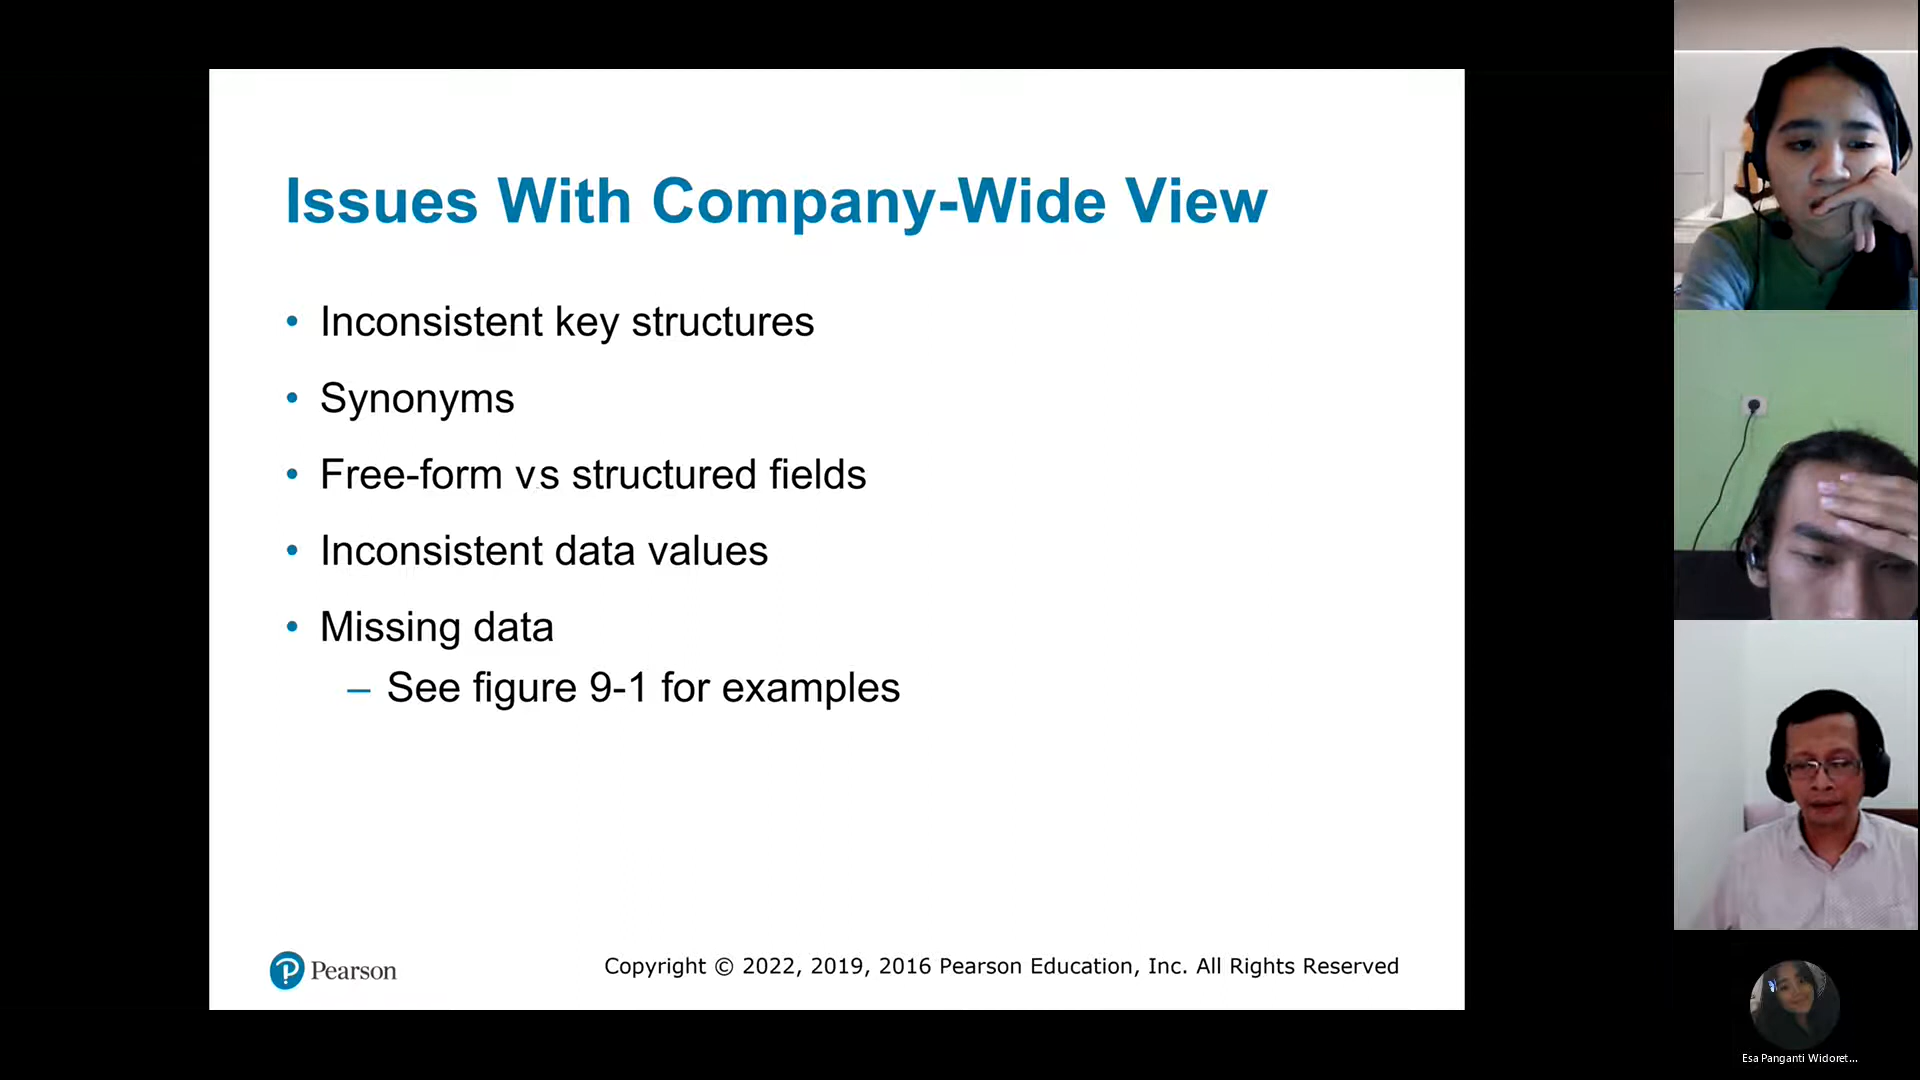 Issues With Company-Wide View
• Inconsistent key structures
• Synonyms
• Free-form vs structured fields
• Inconsistent data values
• Missing data
– See figure 9-1 for examples
Pearson
Copyright © 2022, 2019, 2016 Pearson Education, Inc. All Rights Reserved
Esa Panganti Widoret...